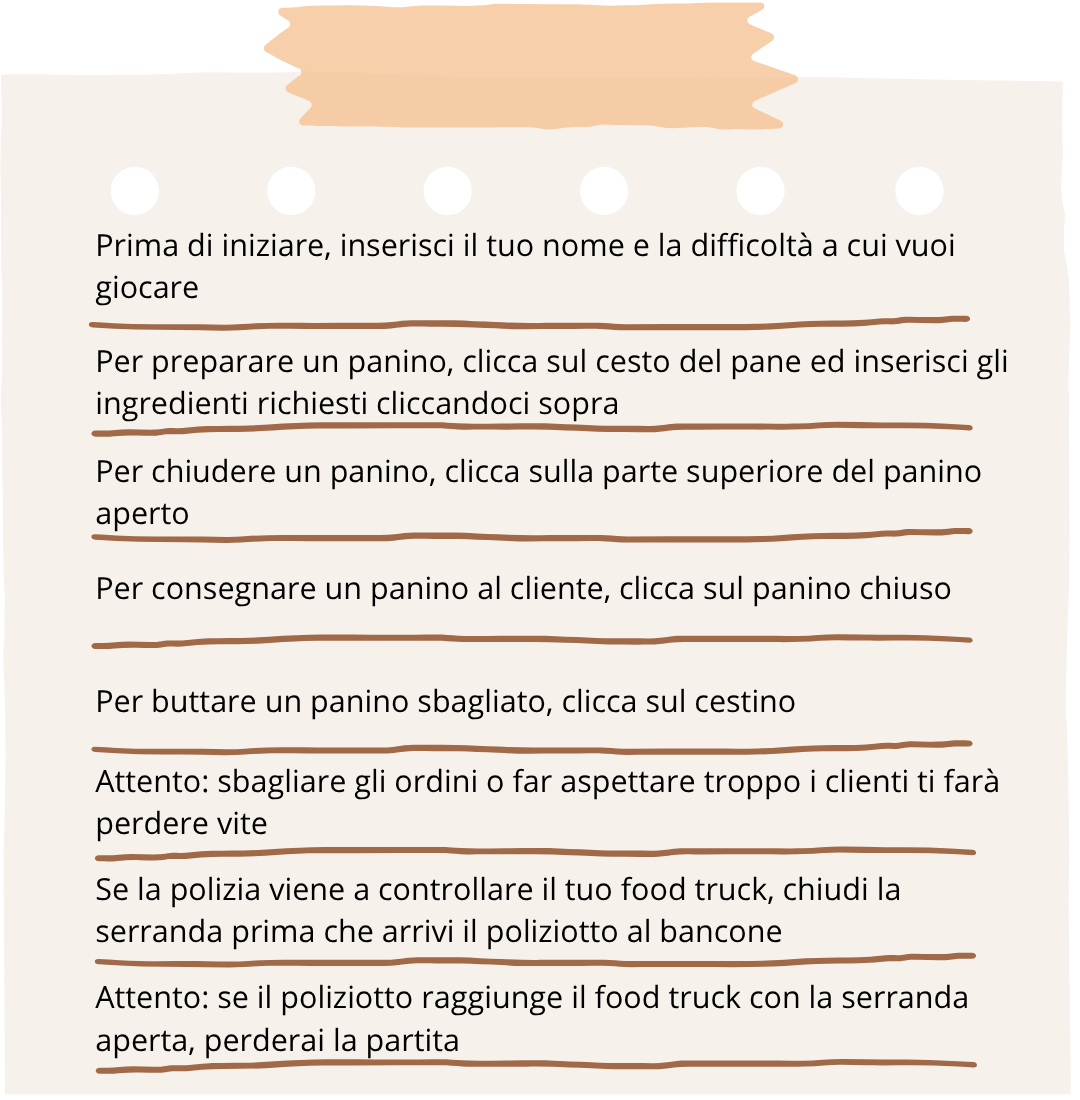 Prima di iniziare, inserisci il tuo nome e la difficoltà a cui vuoi
giocare
Per preparare un panino, clicca sul cesto del pane ed inserisci gli
ingredienti richiesti cliccandoci sopra
Per chiudere un panino, clicca sulla parte superiore del panino
aperto
Per consegnare un panino al cliente, clicca sul panino chiuso
Per buttare un panino sbagliato, clicca sul cestino
Attento: sbagliare gli ordini o far aspettare troppo i clienti ti farà
perdere vite
Se la polizia viene a controllare il tuo food truck, chiudi la
serranda prima che arrivi il poliziotto al bancone
Attento: se il poliziotto raggiunge il food truck con la serranda
aperta, perderai la partita